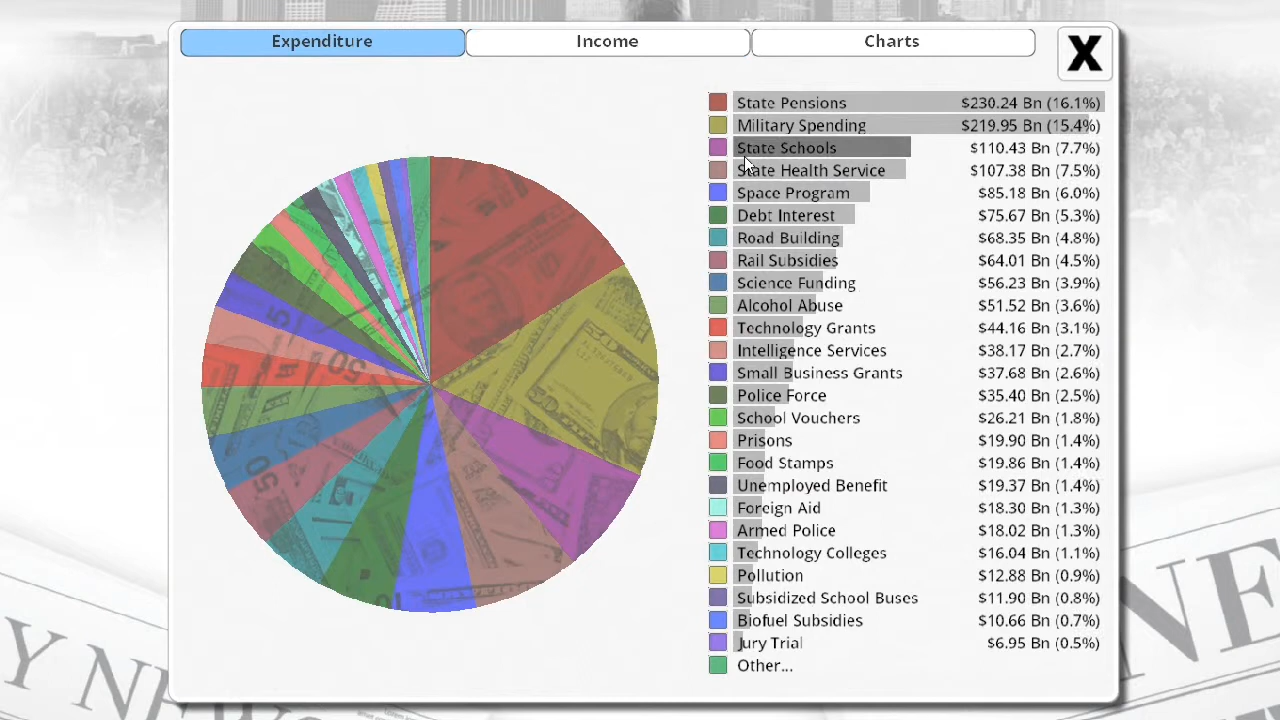 Expenditure
Income
Charts
X
State Pensions $230.24 Bn (16.1%)
Military Spending $219.95 Bn (15.4%)
State Schools $110.43 Bn (7.7%)
State Health Service $107.38 Bn (7.5%)
Space Program $85.18 Bn (6.0%)
Debt Interest $75.67 Bn (5.3%)
Road Building $68.35 Bn (4.8%)
Rail Subsidies $64.01 Bn (4.5%)
Science Funding $56.23 Bn (3.9%)
Alcohol Abuse $51.52 Bn (3.6%)
Technology Grants $44.16 Bn (3.1%)
Intelligence Services $38.17 Bn (2.7%)
Small Business Grants $37.68 Bn (2.6%)
Police Force $35.40 Bn (2.5%)
School Vouchers $26.21 Bn (1.8%)
Prisons $19.90 Bn (1.4%)
Food Stamps $19.86 Bn (1.4%)
Unemployed Benefit $19.37 Bn (1.4%)
Foreign Aid $18.30 Bn (1.3%)
Armed Police $18.02 Bn (1.3%)
Technology Colleges $16.04 Bn (1.1%)
Pollution $12.88 Bn (0.9%)
Subsidized School Buses $11.90 Bn (0.8%)
Biofuel Subsidies $10.66 Bn (0.7%)
Jury Trial $6.95 Bn (0.5%)
Other...
Y NEWS
NE